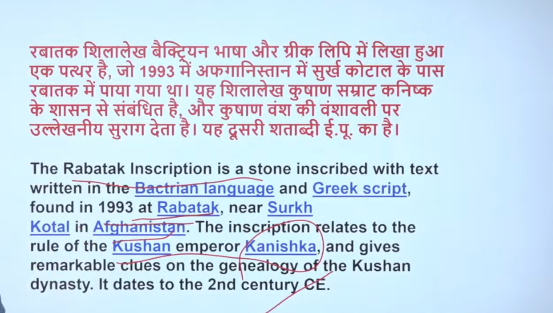 रबातक शिलालेख बैक्ट्रियन भाषा और ग्रीक लिपि में लिखा हुआ
एक पत्थर है, जो 1993 में अफगानिस्तान में सुर्ख कोटाल के पास
रबातक में पाया गया था। यह शिलालेख कुषाण सम्राट कनिष्क
के शासन से संबंधित है, और कुषाण वंश की वंशावली पर
उल्लेखनीय सुराग देता है। यह दूसरी शताब्दी ई.पू. का है।
The Rabatak Inscription is a stone inscribed with text
written in the Bactrian language and Greek script,
found in 1993 at Rabatak, near Surkh
Kotal in Afghanistan. The inscription relates to the
rule of the Kushan emperor Kanishka, and gives
remarkable clues on the genealogy of the Kushan
dynasty. It dates to the 2nd century CE.